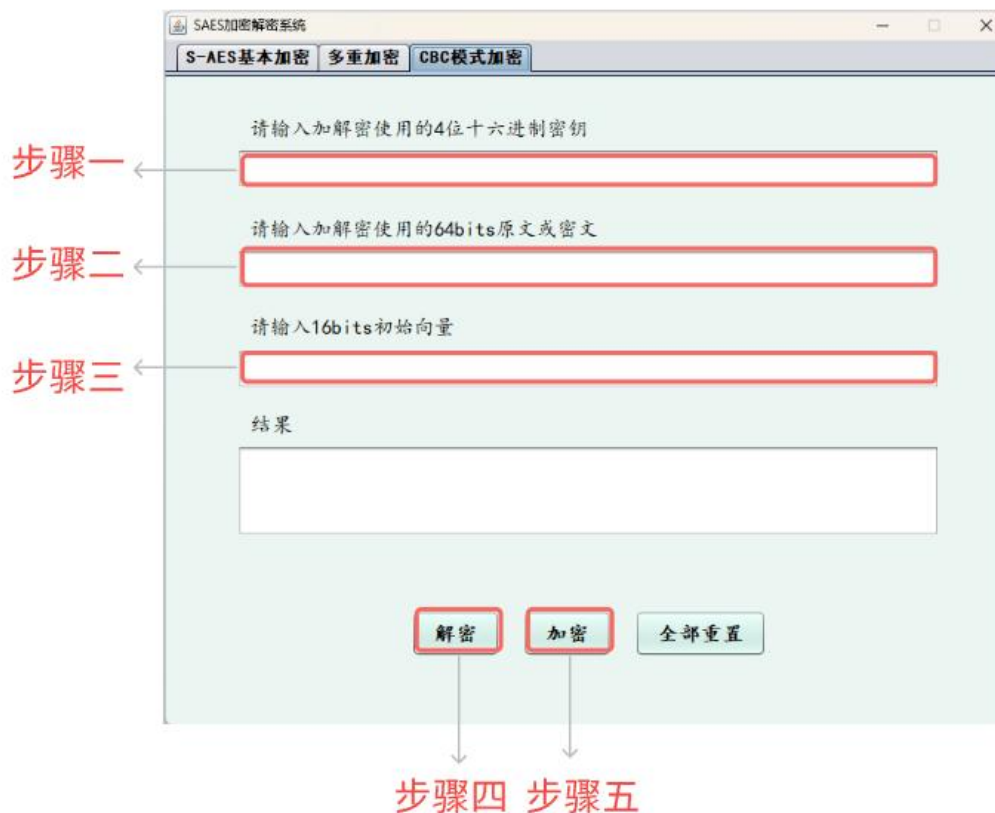 SAES加密解密系统
S-AES基本加密 多重加密 CBC模式加密
请输入加解密使用的4位十六进制密钥
步骤一
请输入加解密使用的64bits原文或密文
步骤二
请输入16bits初始向量
步骤三
结果
解密 加密 全部重置
步骤四 步骤五